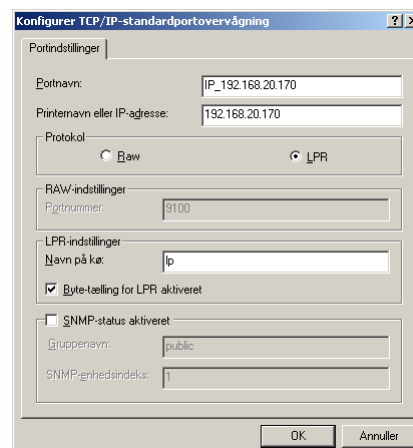 Konfigurer TCP/IP-standardportovervågning
Portindstillinger
Portnavn: IP_192.168.20.170
Printernavn eller IP-adresse: 192.168.20.170
Protokol
Raw LPR
RAW-indstillinger
Portnummer: 9100
LPR-indstillinger
Navn på kø: lp
Byte-tælling for LPR aktiveret
SNMP-status aktiveret
Gruppenavn: public
SNMP-enhedsindeks: 1
OK Annuller